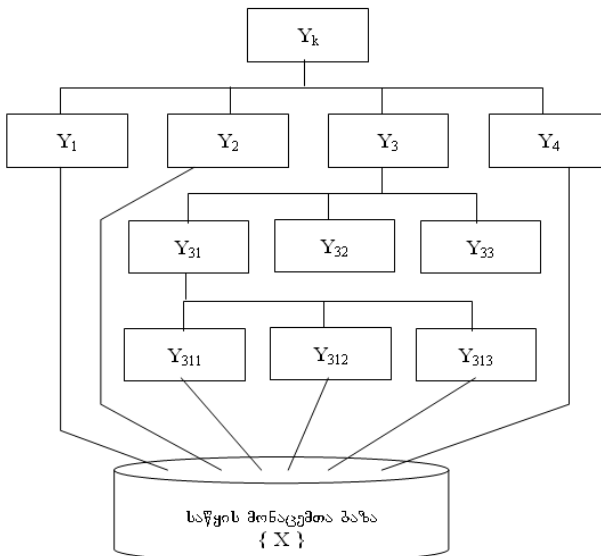 Yₖ
Y₁ Y₂ Y₃ Y₄
Y₃₁ Y₃₂ Y₃₃
Y₃₁₁ Y₃₁₂ Y₃₁₃
საწყის მონაცემთა ბაზა
{ X }